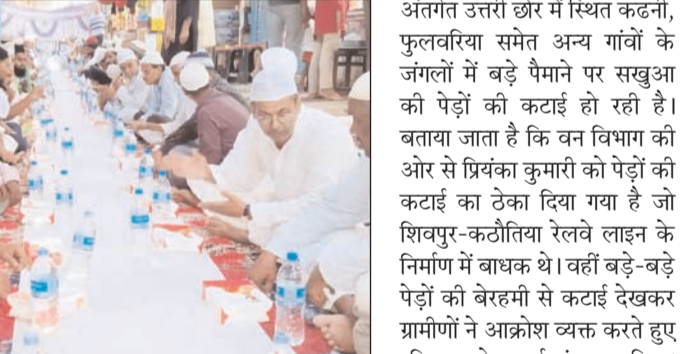 अंतर्गत उत्तरी छोर में स्थित कढनी,
फुलवरिया समेत अन्य गांवों के
जंगलों में बड़े पैमाने पर सखुआ
की पेड़ों की कटाई हो रही है।
बताया जाता है कि वन विभाग की
ओर से प्रियंका कुमारी को पेड़ों की
कटाई का ठेका दिया गया है जो
शिवपुर-कठौतिया रेलवे लाइन के
निर्माण में बाधक थे। वहीं बड़े-बड़े
पेड़ों की बेरहमी से कटाई देखकर
ग्रामीणों ने आक्रोश व्यक्त करते हुए